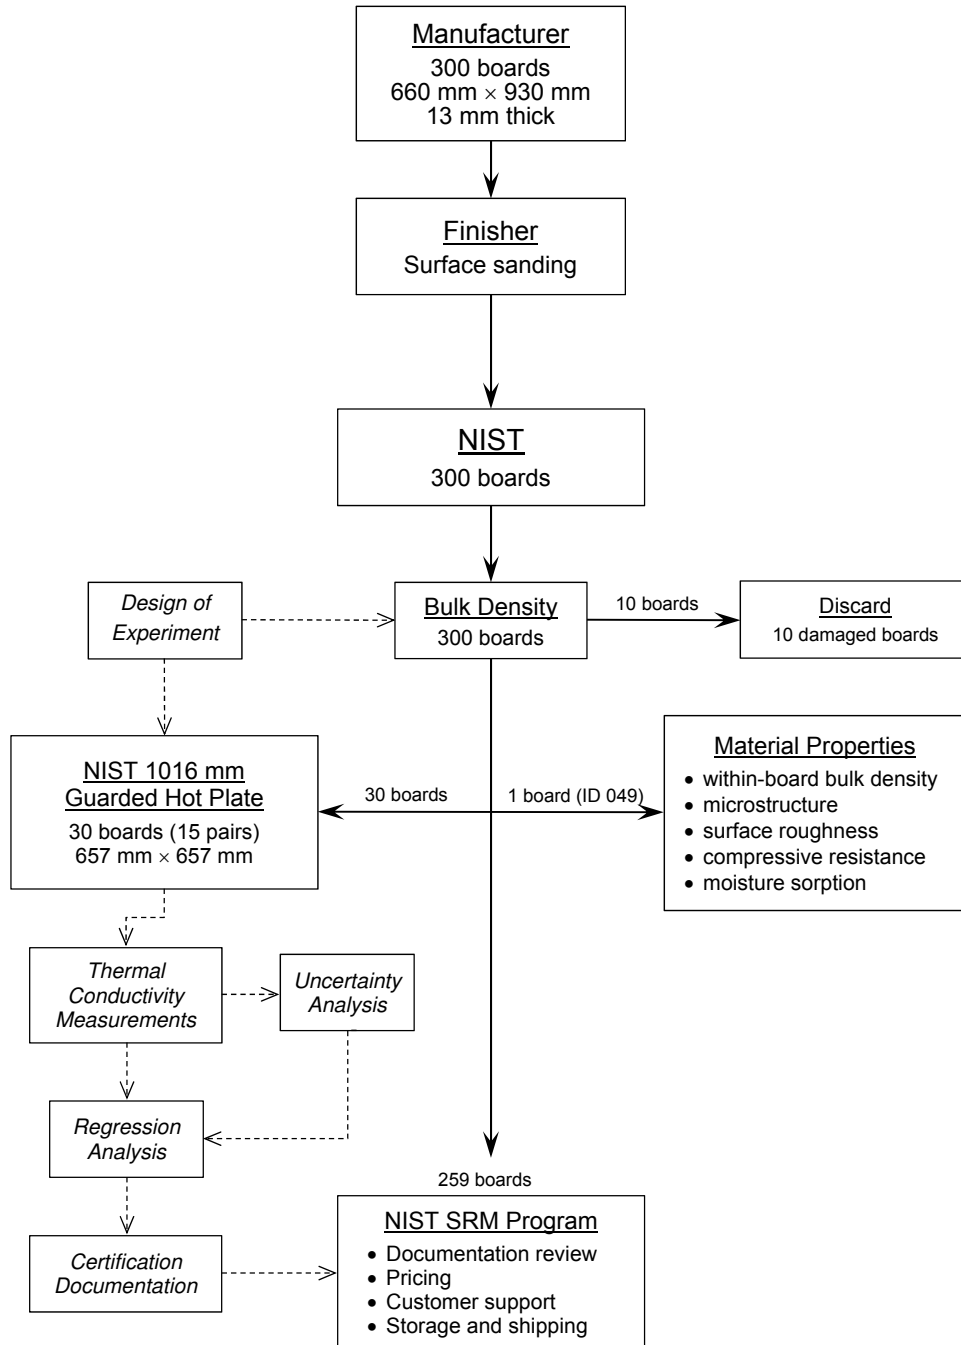 Manufacturer
300 boards
660 mm × 930 mm
13 mm thick
Finisher
Surface sanding
NIST
300 boards
Design of
Experiment
Bulk Density
300 boards
10 boards
Discard
10 damaged boards
NIST 1016 mm
Guarded Hot Plate
30 boards (15 pairs)
657 mm × 657 mm
30 boards
1 board (ID 049)
Material Properties
• within-board bulk density
• microstructure
• surface roughness
• compressive resistance
• moisture sorption
Thermal
Conductivity
Measurements
Uncertainty
Analysis
Regression
Analysis
Certification
Documentation
259 boards
NIST SRM Program
• Documentation review
• Pricing
• Customer support
• Storage and shipping